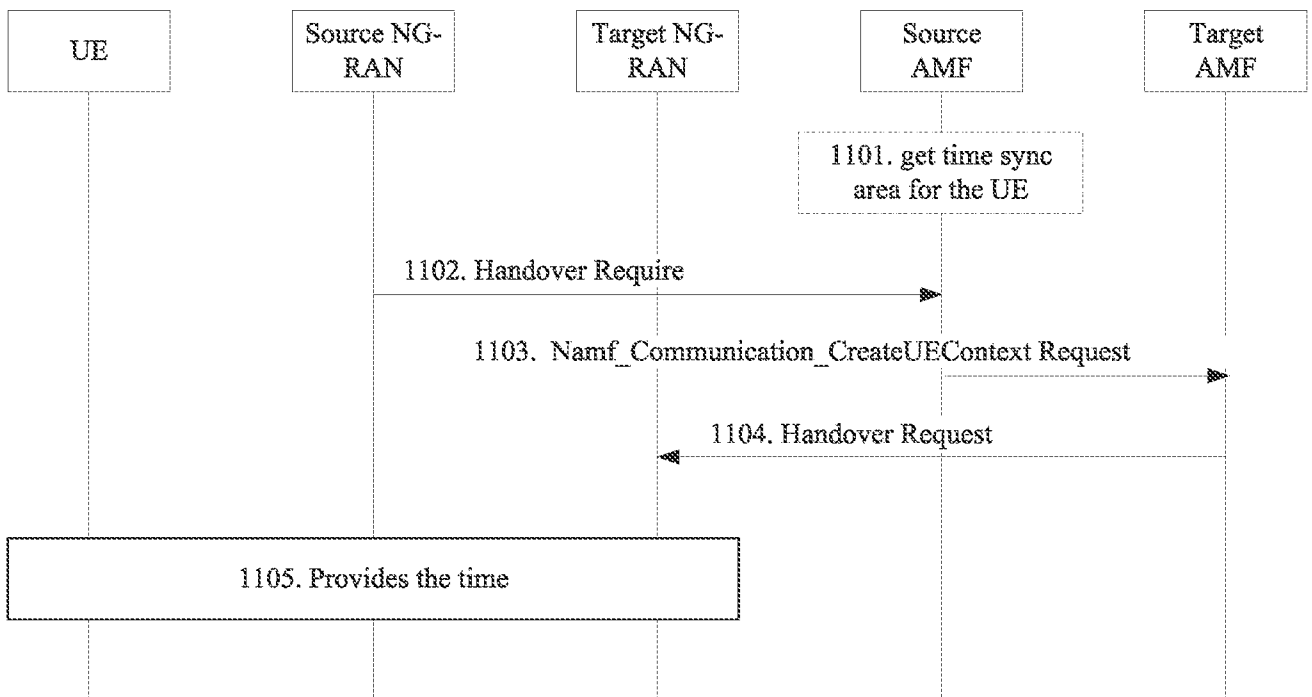 UE
Source NG-
RAN
Target NG-
RAN
Source
AMF
Target
AMF
1101. get time sync
area for the UE
1102. Handover Require
1103. Namf_Communication_CreateUEContext Request
1104. Handover Request
1105. Provides the time